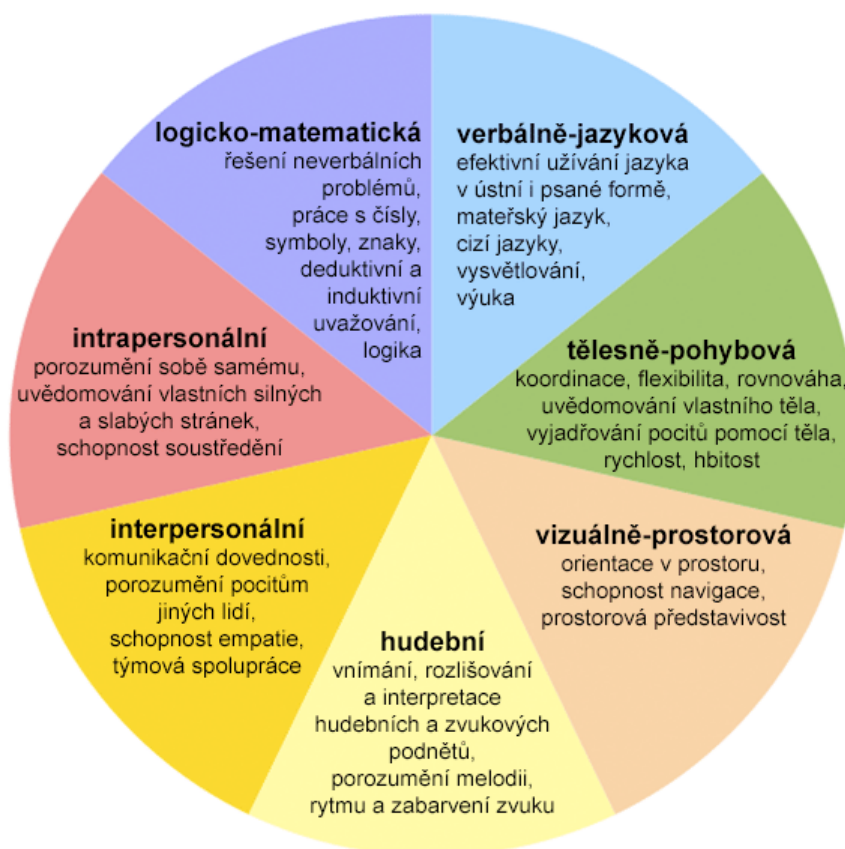 logicko-matematická
řešení neverbálních
problémů,
práce s čísly,
symboly, znaky,
deduktivní a
induktivní
uvažování,
logika
verbálně-jazyková
efektivní užívání jazyka
v ústní i psané formě,
mateřský jazyk,
cizí jazyky,
vysvětlování,
výuka
intrapersonální
porozumění sobě samému,
uvědomování vlastních silných
a slabých stránek,
schopnost soustředění
tělesně-pohybová
koordinace, flexibilita, rovnováha,
uvědomování vlastního těla,
vyjadřování pocitů pomocí těla,
rychlost, hbitost
interpersonální
komunikační dovednosti,
porozumění pocitům
jiných lidí,
schopnost empatie,
týmová spolupráce
vizuálně-prostorová
orientace v prostoru,
schopnost navigace,
prostorová představivost
hudební
vnímání, rozlišování
a interpretace
hudebních a zvukových
podnětů,
porozumění melodii,
rytmu a zabarvení zvuku